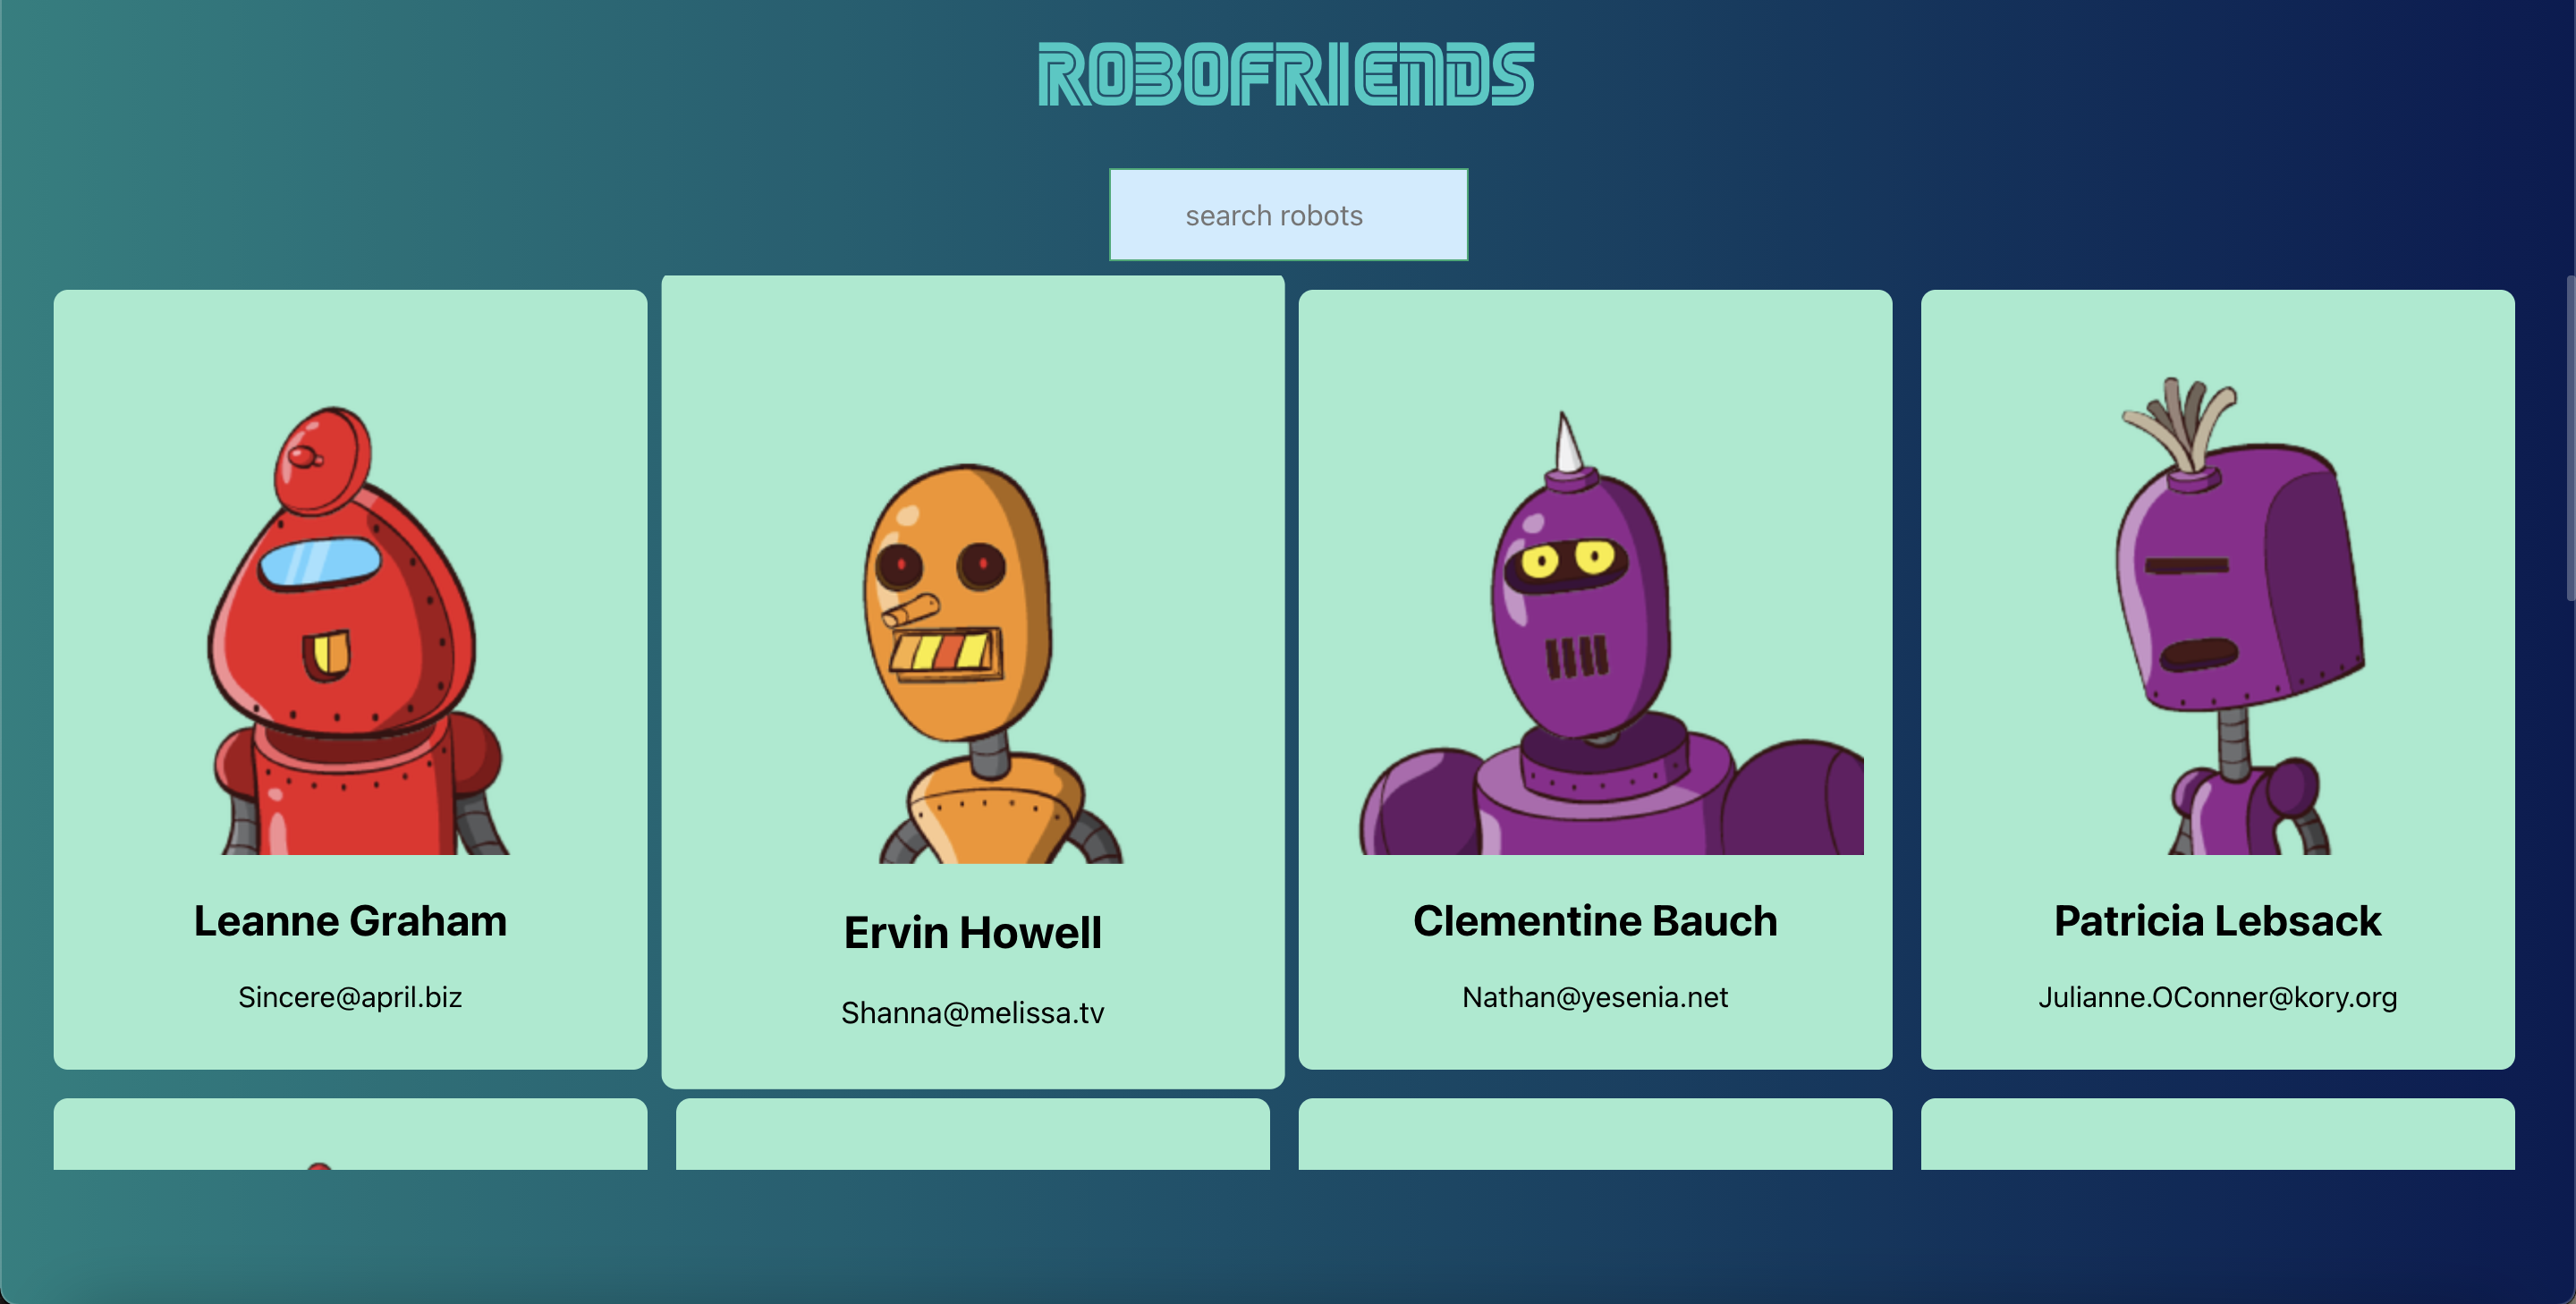 ROBOFRIENDS
search robots
Leanne Graham
Sincere@april.biz
Ervin Howell
Shanna@melissa.tv
Clementine Bauch
Nathan@yesenia.net
Patricia Lebsack
Julianne.OConner@kory.org